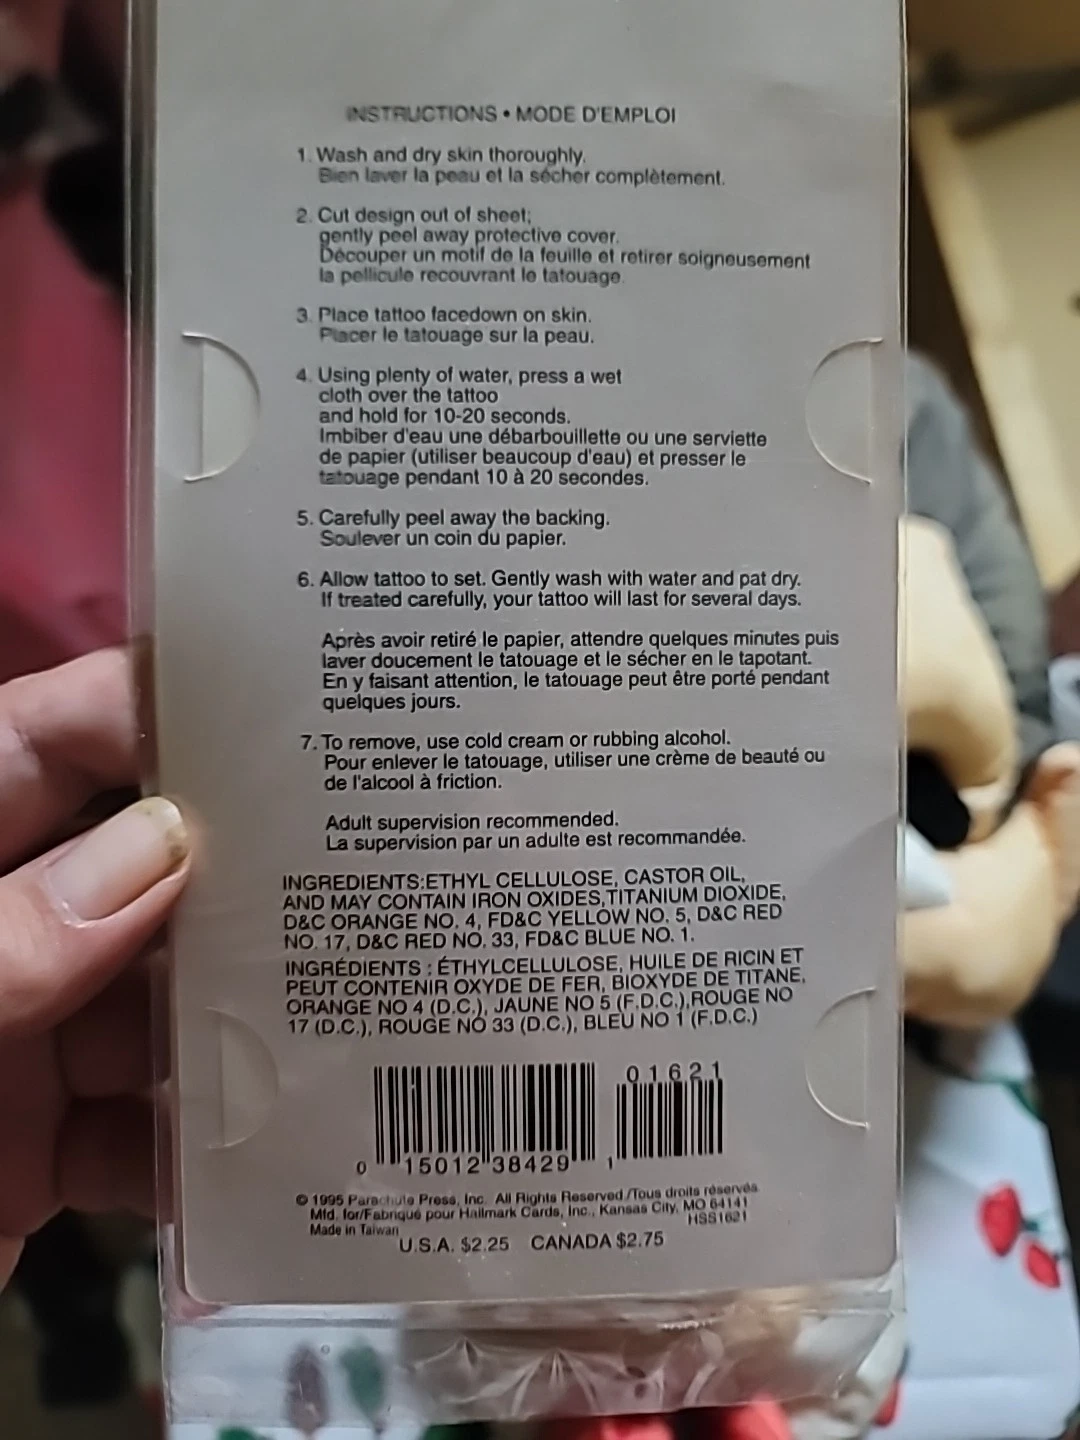 INSTRUCTIONS • MODE D'EMPLOI
1. Wash and dry skin thoroughly.
Bien laver la peau et la sécher complètement.
2. Cut design out of sheet;
gently peel away protective cover.
Découper un motif de la feuille et retirer soigneusement
la pellicule recouvrant le tatouage.
3. Place tattoo facedown on skin.
Placer le tatouage sur la peau.
4. Using plenty of water, press a wet
cloth over the tattoo
and hold for 10-20 seconds.
Imbiber d'eau une débarbouillette ou une serviette
de papier (utiliser beaucoup d'eau) et presser le
tatouage pendant 10 à 20 secondes.
5. Carefully peel away the backing.
Soulever un coin du papier.
6. Allow tattoo to set. Gently wash with water and pat dry.
If treated carefully, your tattoo will last for several days.
Après avoir retiré le papier, attendre quelques minutes puis
laver doucement le tatouage et le sécher en le tapotant.
En y faisant attention, le tatouage peut être porté pendant
quelques jours.
7. To remove, use cold cream or rubbing alcohol.
Pour enlever le tatouage, utiliser une crème de beauté ou
de l'alcool à friction.
Adult supervision recommended.
La supervision par un adulte est recommandée.
INGREDIENTS:ETHYL CELLULOSE, CASTOR OIL,
AND MAY CONTAIN IRON OXIDES,TITANIUM DIOXIDE,
D&C ORANGE NO. 4, FD&C YELLOW NO. 5, D&C RED
NO. 17, D&C RED NO. 33, FD&C BLUE NO. 1.
INGRÉDIENTS : ÉTHYLCELLULOSE, HUILE DE RICIN ET
PEUT CONTENIR OXYDE DE FER, BIOXYDE DE TITANE,
ORANGE NO 4 (D.C.), JAUNE NO 5 (F.D.C.),ROUGE NO
17 (D.C.), ROUGE NO 33 (D.C.), BLEU NO 1 (F.D.C.)
01621
0 15012 38429 1
© 1995 Parachute Press, Inc. All Rights Reserved/Tous droits réservés
Mfd. for/Fabriqué pour Hallmark Cards, Inc., Kansas City, MO 64141
Made in Taiwan HSS1621
U.S.A. $2.25 CANADA $2.75